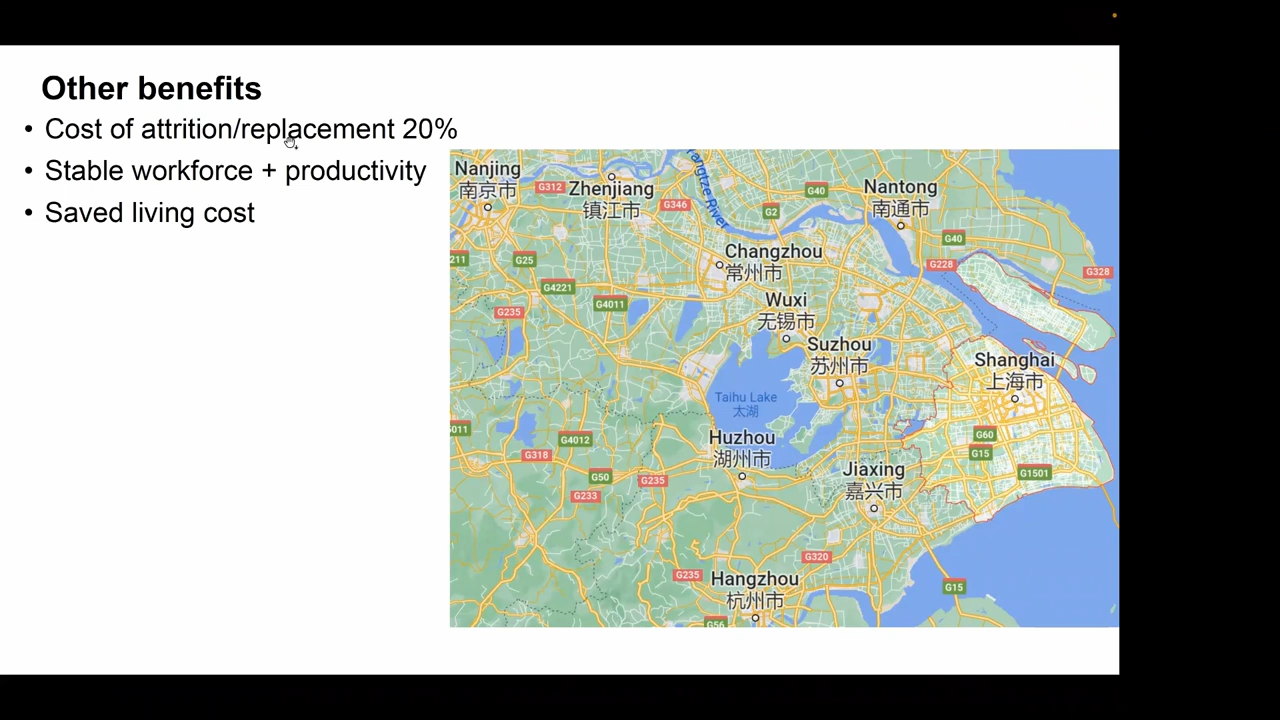 Other benefits
• Cost of attrition/replacement 20%
• Stable workforce + productivity
• Saved living cost
Nanjing
南京市
G312
Zhenjiang
镇江市
G346
Yangtze River
G2
G40
Nantong
南通市
G40
G228
G328
211
G25
Changzhou
常州市
G4221
G4011
G235
Wuxi
无锡市
Suzhou
苏州市
Shanghai
上海市
Taihu Lake
太湖
G011
G4012
G318
G50
G233
G235
Huzhou
湖州市
Jiaxing
嘉兴市
G60
G15
G1501
G320
G235
Hangzhou
杭州市
G56
G15